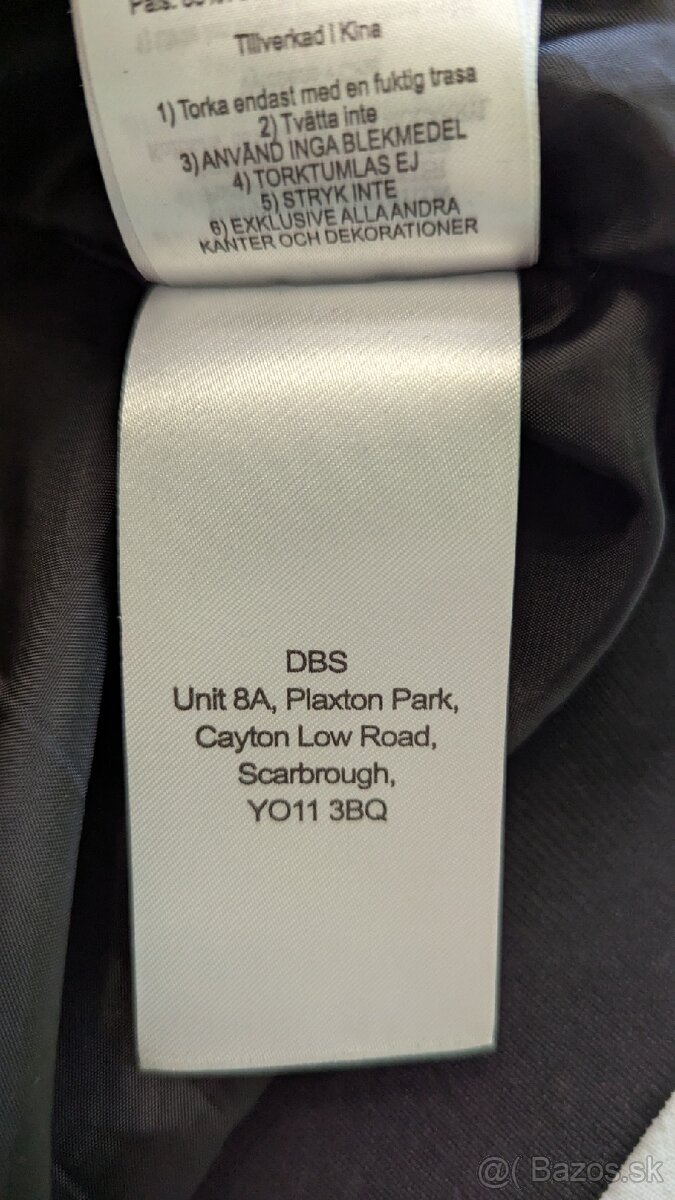 Tillverkad I Kina
1) Torka endast med en fuktig trasa
2) Tvätta inte
3) ANVÄND INGA BLEKMEDEL
4) TORKTUMLAS EJ
5) STRYK INTE
6) EXKLUSIVE ALLA ANDRA
KANTER OCH DEKORATIONER
DBS
Unit 8A, Plaxton Park,
Cayton Low Road,
Scarbrough,
YO11 3BQ
@( Bazos.sk